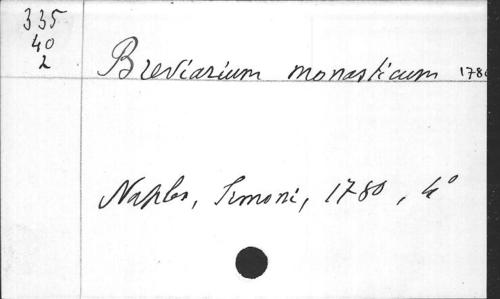 335
40
2
Breviarium monasticum 1780
Naples, Simoni, 1780, 4°